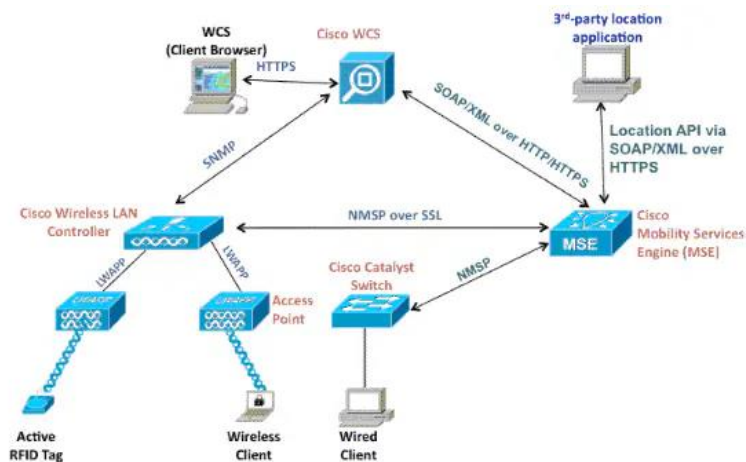 WCS
(Client Browser)
Cisco WCS
3rd-party location
application
HTTPS
SOAP/XML over
HTTP/HTTPS
Location API via
SOAP/XML over
HTTPS
SNMP
Cisco Wireless LAN
Controller
NMSP over SSL
MSE
Cisco
Mobility Services
Engine (MSE)
LWAPP
LWAPP
Cisco Catalyst
Switch
NMSP
LWAPP
LWAPP
Access
Point
Active
RFID Tag
Wireless
Client
Wired
Client